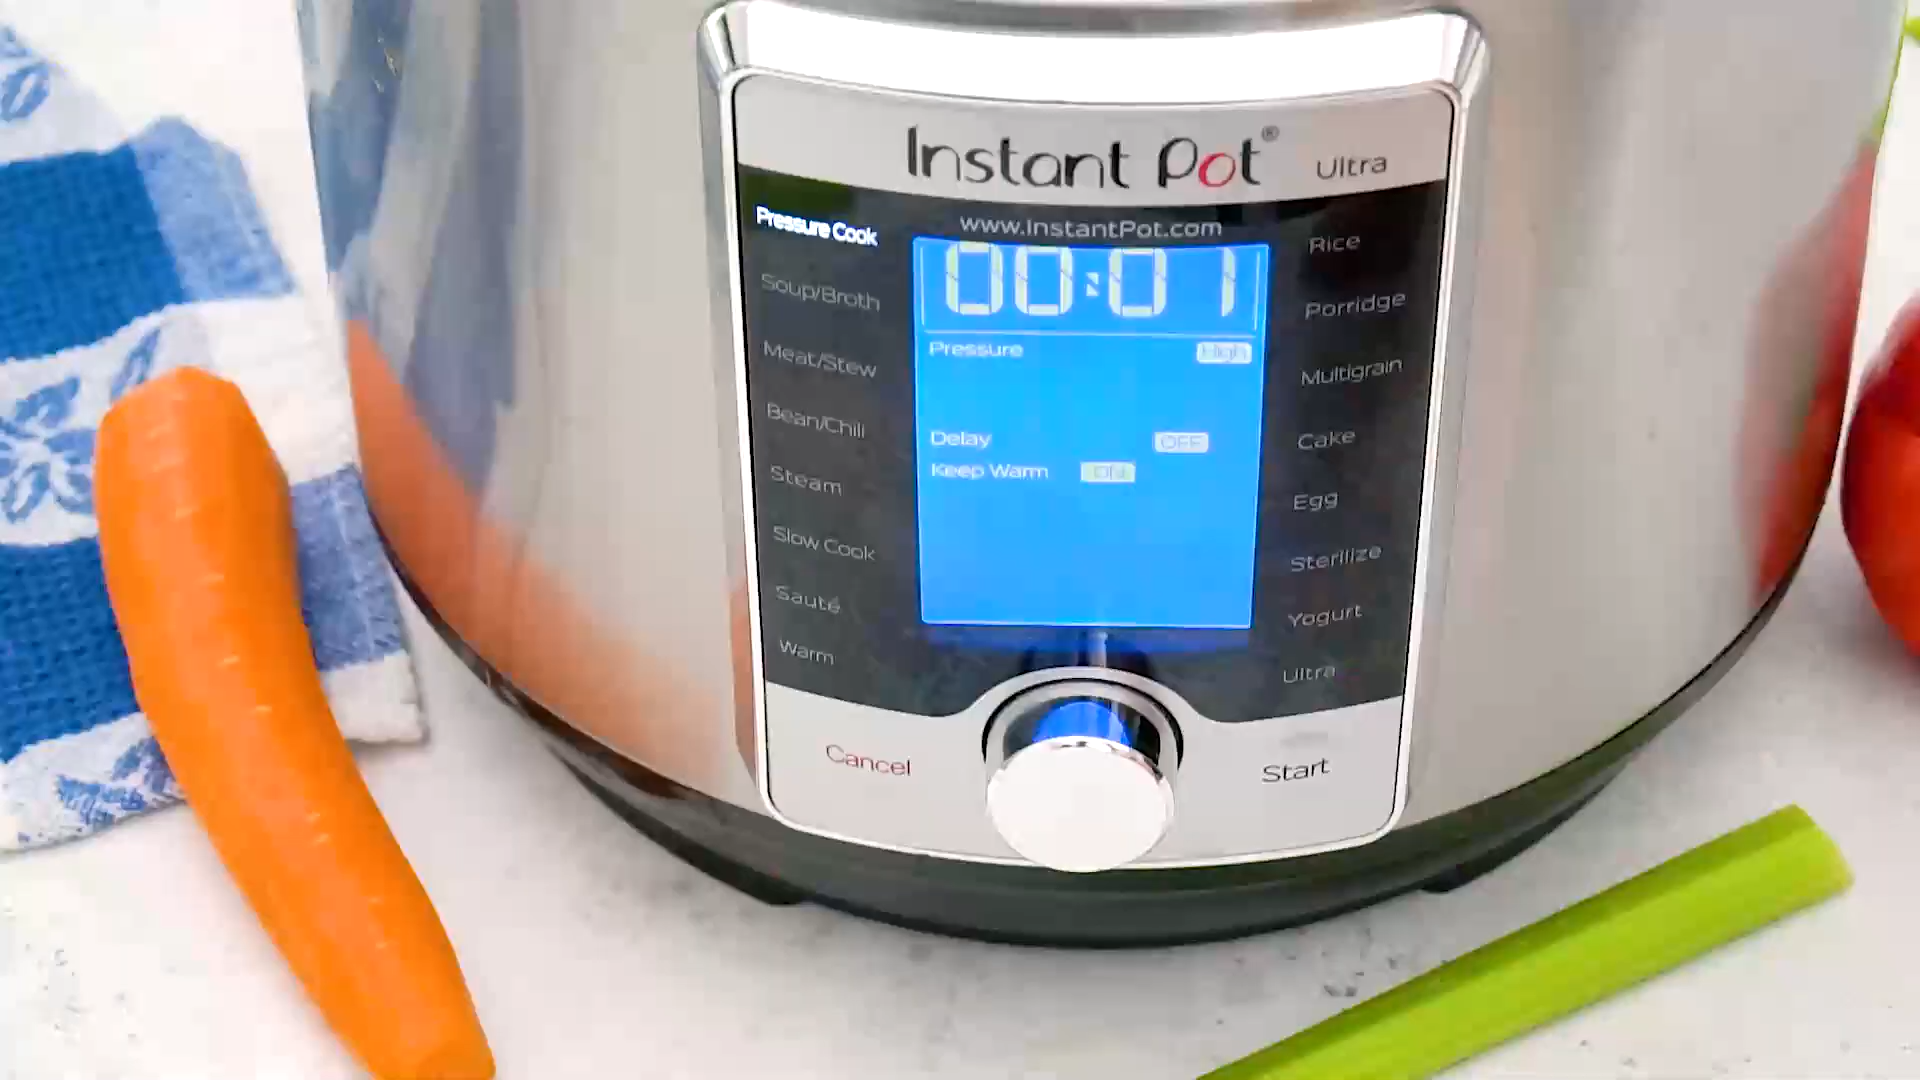 Instant Pot® Ultra
www.InstantPot.com
Pressure Cook
Soup/Broth
Meat/Stew
Bean/Chili
Steam
Slow Cook
Sauté
Warm
00:01
Pressure High
Delay OFF
Keep Warm ON
Rice
Porridge
Multigrain
Cake
Egg
Sterilize
Yogurt
Ultra
Cancel
Start